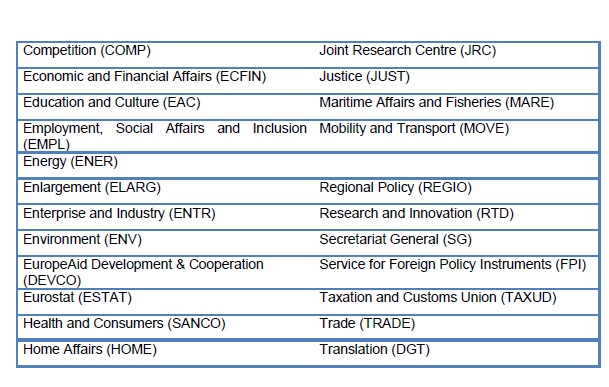 Competition (COMP) Joint Research Centre (JRC)
Economic and Financial Affairs (ECFIN) Justice (JUST)
Education and Culture (EAC) Maritime Affairs and Fisheries (MARE)
Employment, Social Affairs and Inclusion Mobility and Transport (MOVE)
(EMPL)
Energy (ENER)
Enlargement (ELARG) Regional Policy (REGIO)
Enterprise and Industry (ENTR) Research and Innovation (RTD)
Environment (ENV) Secretariat General (SG)
EuropeAid Development & Cooperation Service for Foreign Policy Instruments (FPI)
(DEVCO)
Eurostat (ESTAT) Taxation and Customs Union (TAXUD)
Health and Consumers (SANCO) Trade (TRADE)
Home Affairs (HOME) Translation (DGT)